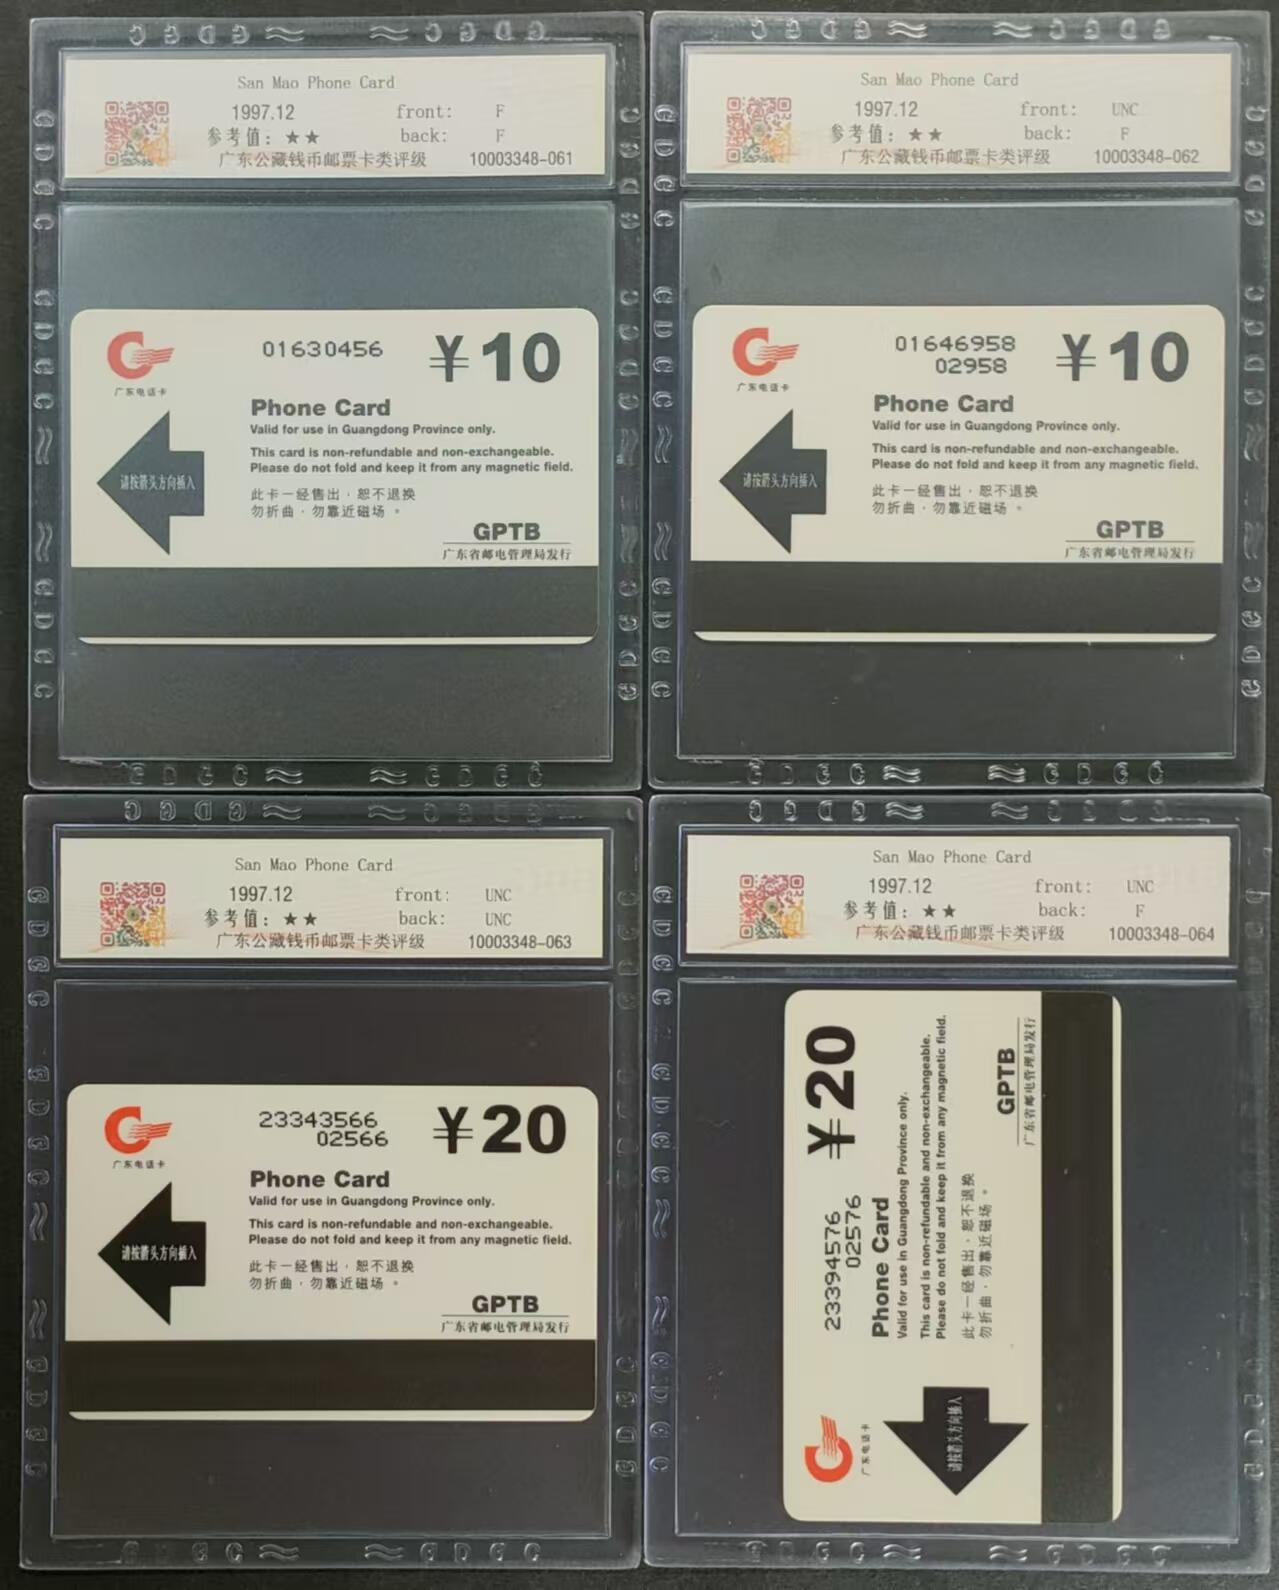 San Mao Phone Card
1997.12 front: F
参考值：★★ back: F
广东公藏钱币邮票卡类评级 10003348-061
01630456 ¥10
广东电话卡
Phone Card
Valid for use in Guangdong Province only.
This card is non-refundable and non-exchangeable.
Please do not fold and keep it from any magnetic field.
请按箭头方向插入
此卡一经售出，恕不退换
勿折曲，勿靠近磁场。
GPTB
广东省邮电管理局发行
San Mao Phone Card
1997.12 front: UNC
参考值：★★ back: F
广东公藏钱币邮票卡类评级 10003348-062
01646958 ¥10
02958
广东电话卡
Phone Card
Valid for use in Guangdong Province only.
This card is non-refundable and non-exchangeable.
Please do not fold and keep it from any magnetic field.
请按箭头方向插入
此卡一经售出，恕不退换
勿折曲，勿靠近磁场。
GPTB
广东省邮电管理局发行
San Mao Phone Card
1997.12 front: UNC
参考值：★★ back: UNC
广东公藏钱币邮票卡类评级 10003348-063
23343566 ¥20
02566
广东电话卡
Phone Card
Valid for use in Guangdong Province only.
This card is non-refundable and non-exchangeable.
Please do not fold and keep it from any magnetic field.
请按箭头方向插入
此卡一经售出，恕不退换
勿折曲，勿靠近磁场。
GPTB
广东省邮电管理局发行
San Mao Phone Card
1997.12 front: UNC
参考值：★★ back: F
广东公藏钱币邮票卡类评级 10003348-064
23394576 ¥20
02576
广东电话卡
Phone Card
Valid for use in Guangdong Province only.
This card is non-refundable and non-exchangeable.
Please do not fold and keep it from any magnetic field.
请按箭头方向插入
此卡一经售出，恕不退换
勿折曲，勿靠近磁场。
GPTB
广东省邮电管理局发行